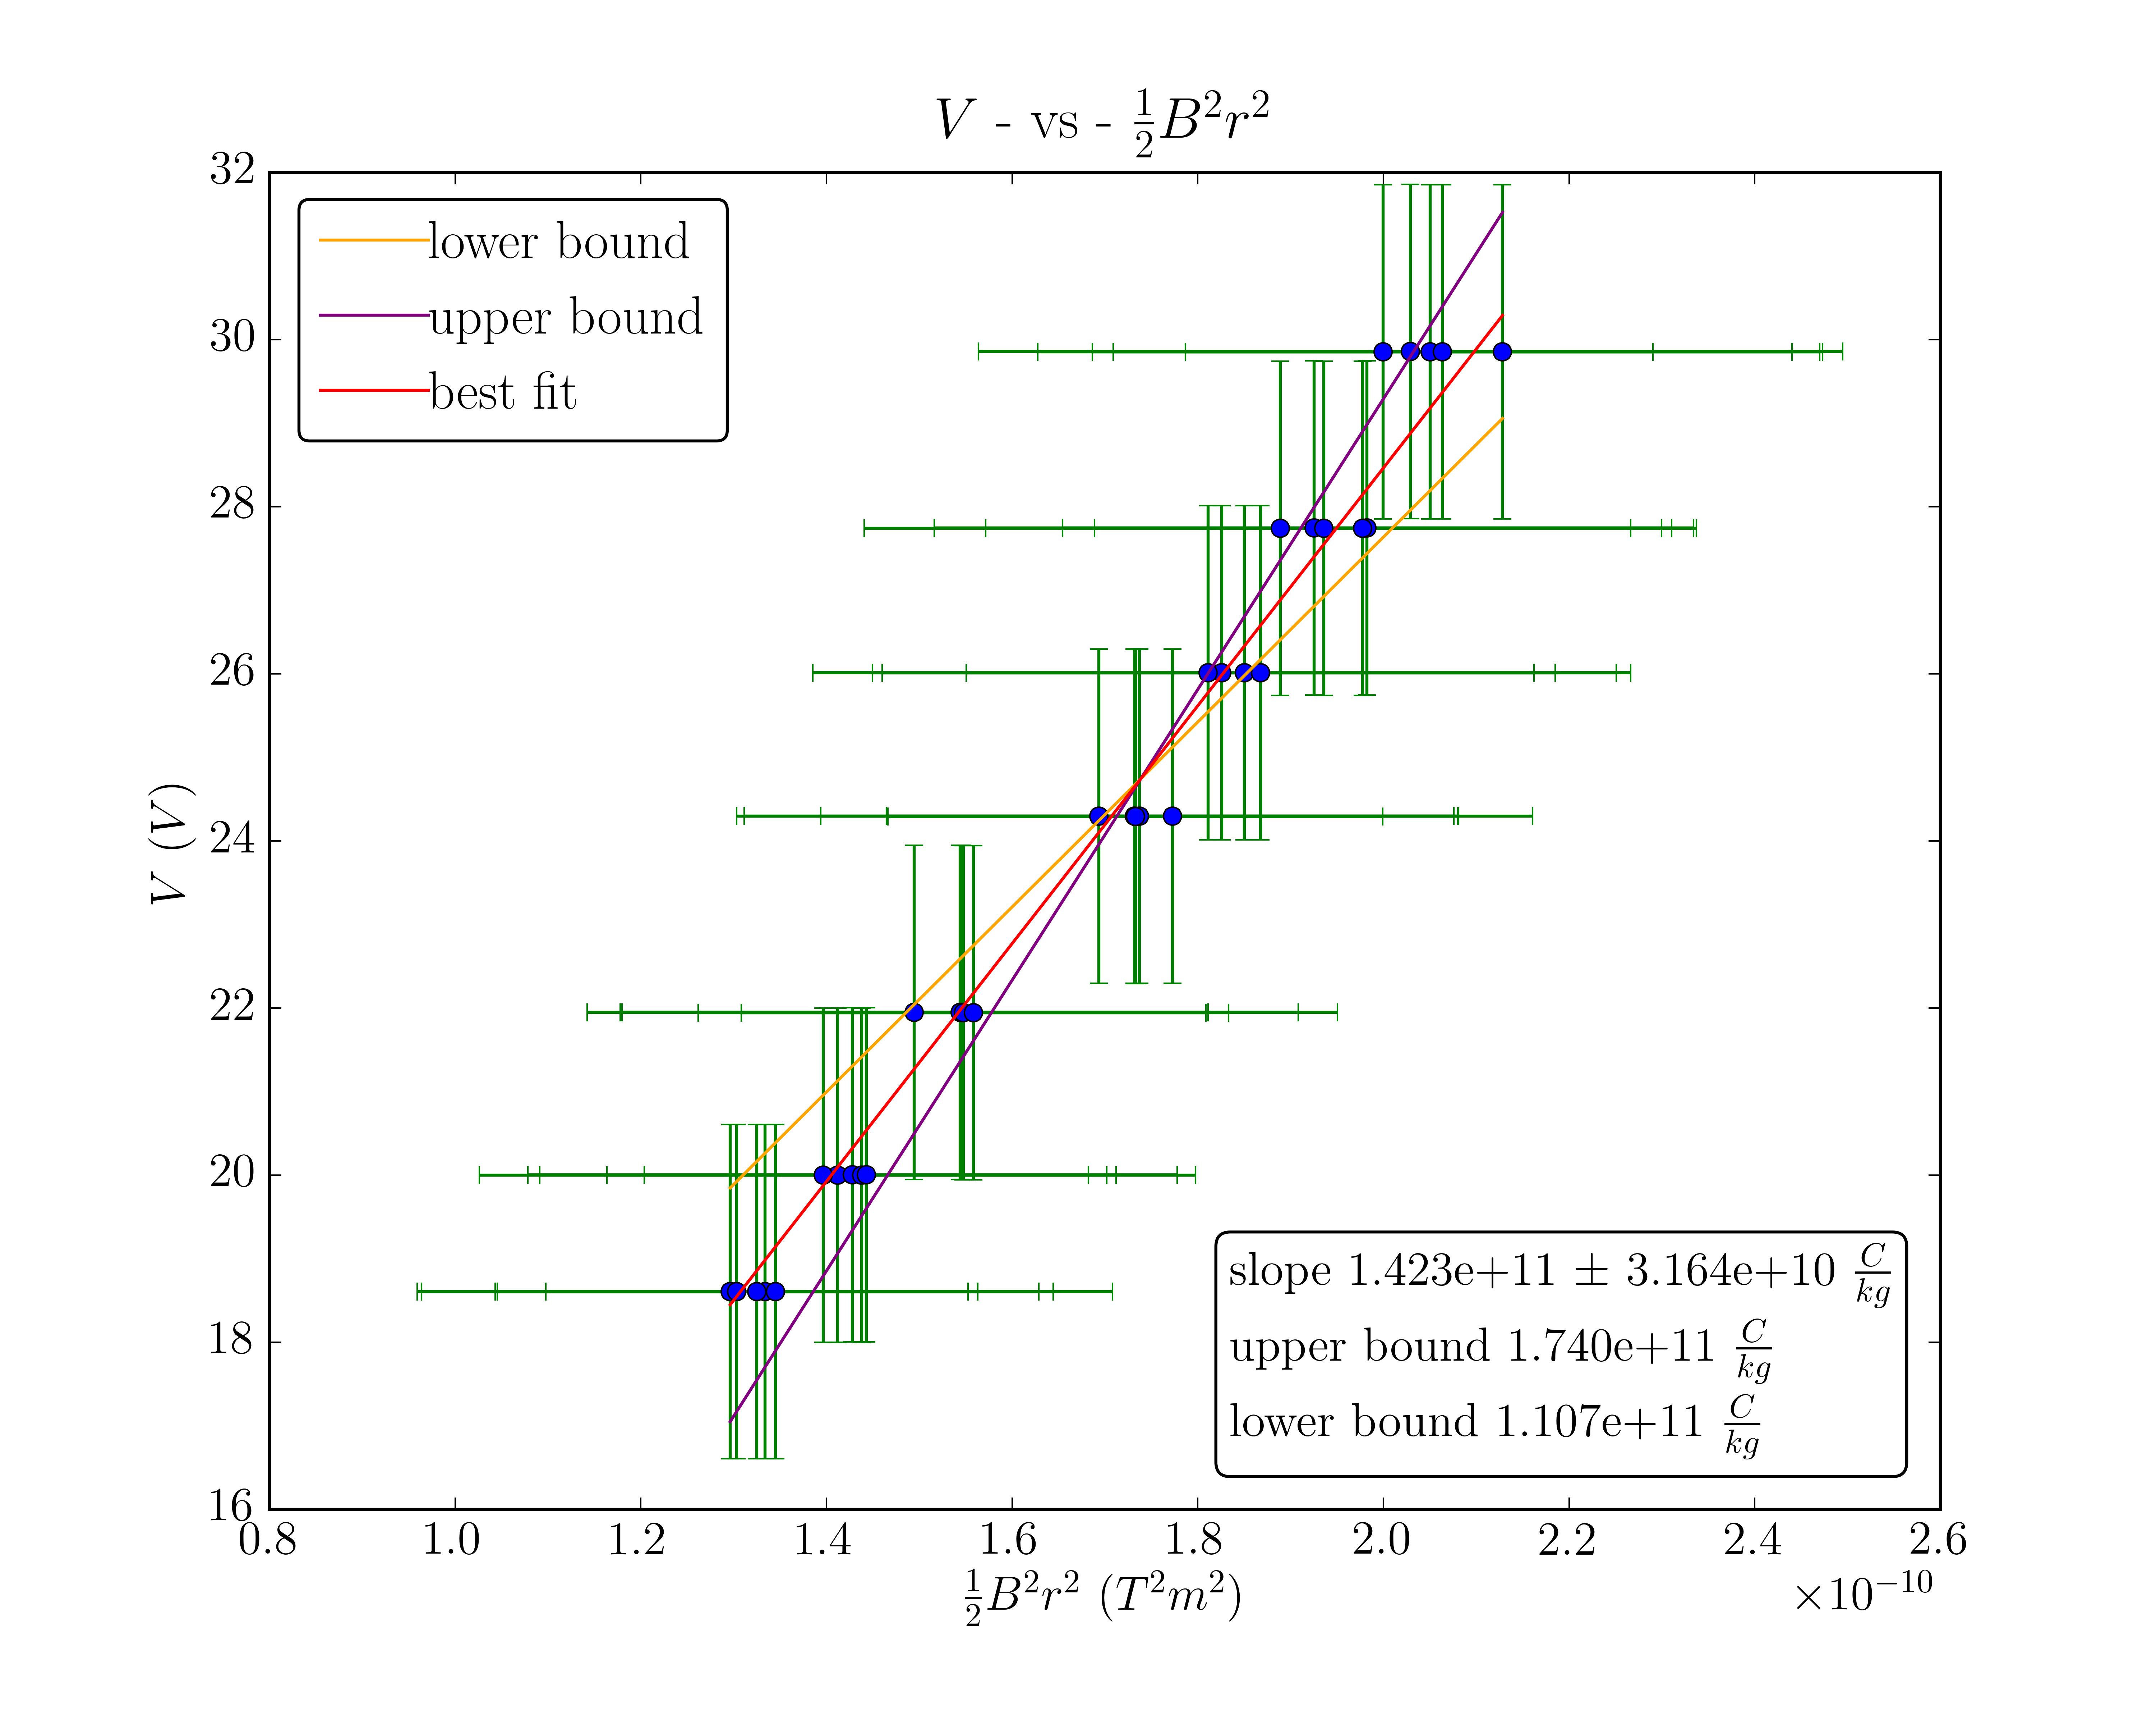 V - vs - ½B²r²
32
30
28
26
24
22
20
18
16
V (V)
lower bound
upper bound
best fit
slope 1.423e+11 ± 3.164e+10 C/kg
upper bound 1.740e+11 C/kg
lower bound 1.107e+11 C/kg
0.8 1.0 1.2 1.4 1.6 1.8 2.0 2.2 2.4 2.6
½B²r² (T²m²)
×10⁻¹⁰